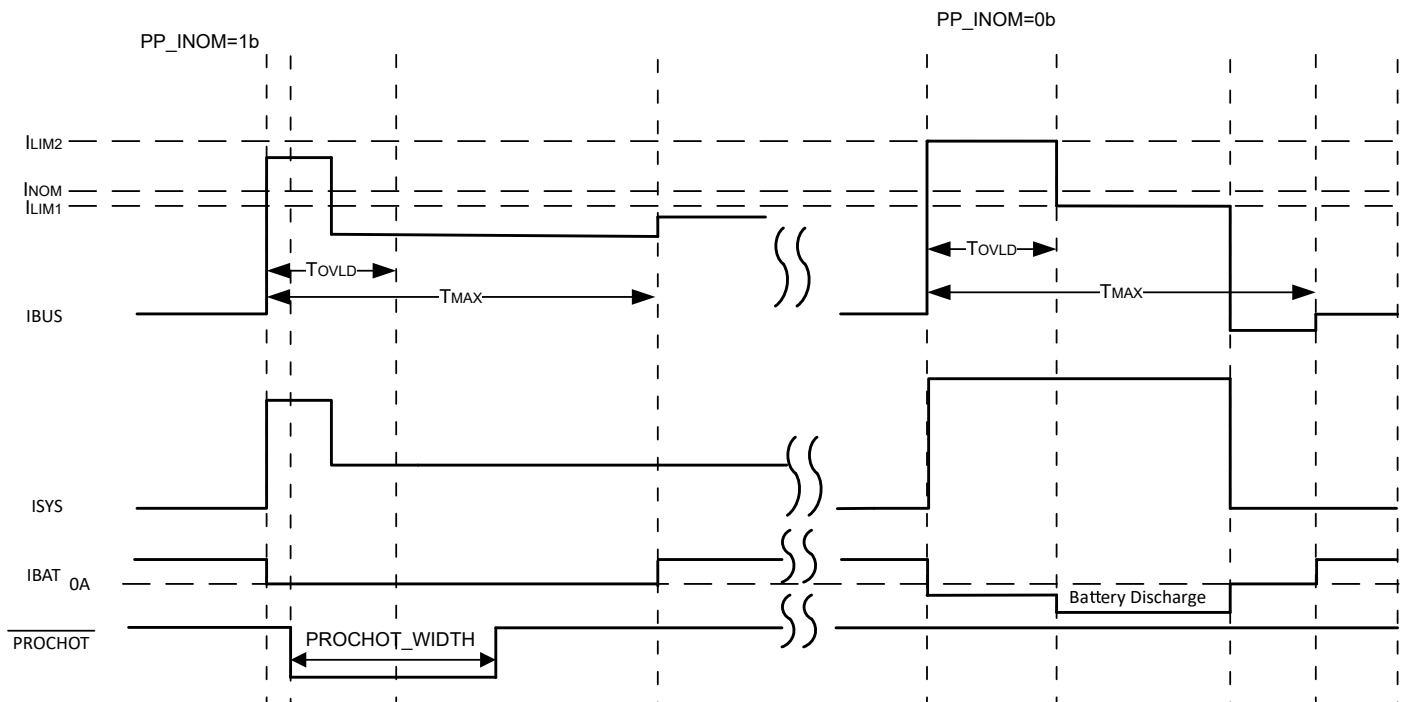 PP_INOM=1b
PP_INOM=0b
ILIM2
INOM
ILIM1
TOVLD
TMAX
TOVLD
TMAX
IBUS
ISYS
IBAT 0A
Battery Discharge
PROCHOT
PROCHOT_WIDTH